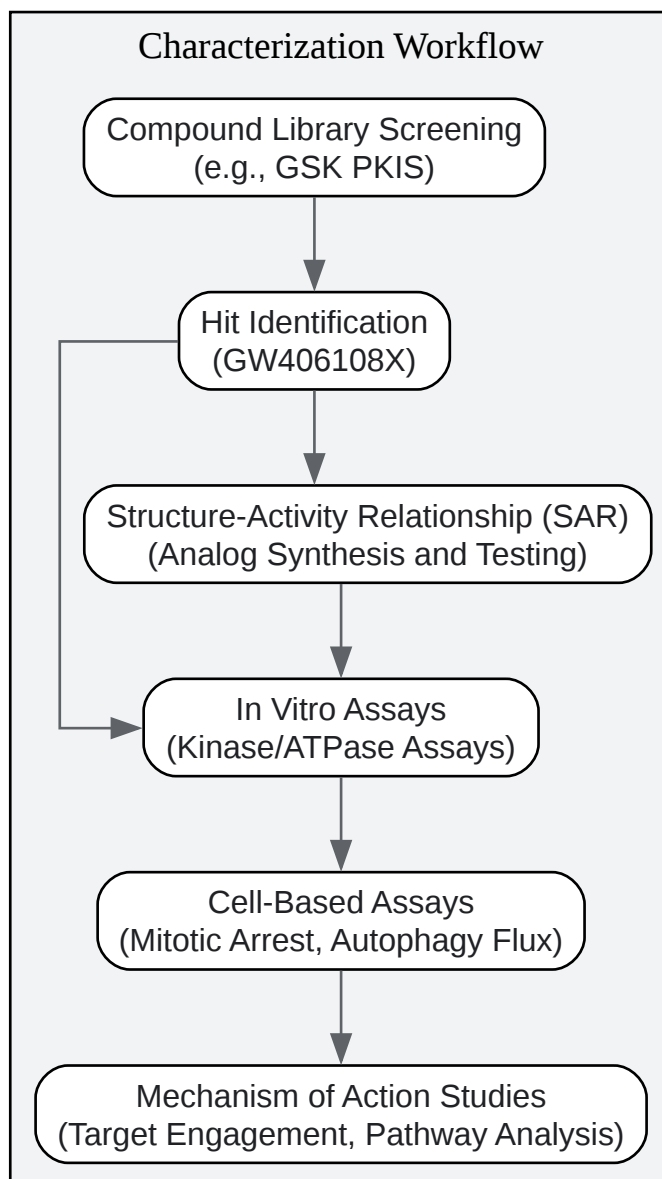 Characterization Workflow
Compound Library Screening
(e.g., GSK PKIS)
Hit Identification
(GW406108X)
Structure-Activity Relationship (SAR)
(Analog Synthesis and Testing)
In Vitro Assays
(Kinase/ATPase Assays)
Cell-Based Assays
(Mitotic Arrest, Autophagy Flux)
Mechanism of Action Studies
(Target Engagement, Pathway Analysis)